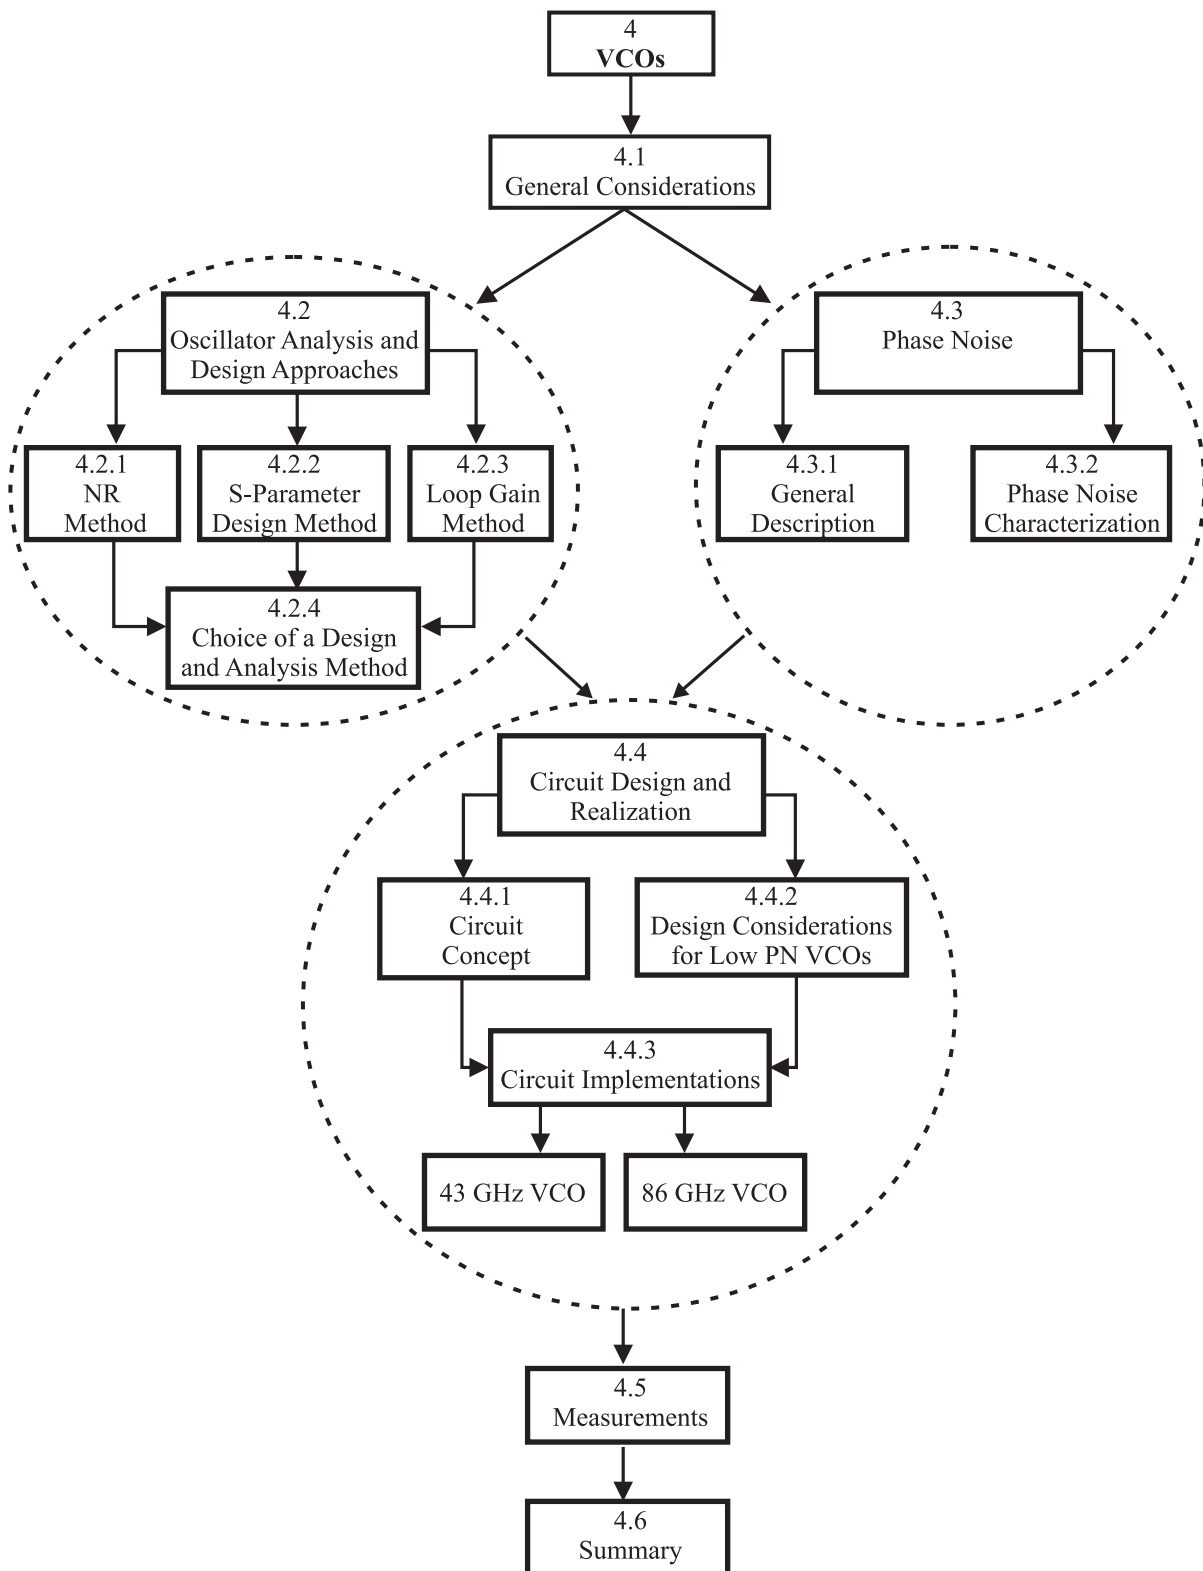 4
VCOs
4.1
General Considerations
4.2
Oscillator Analysis and
Design Approaches
4.3
Phase Noise
4.2.1
NR
Method
4.2.2
S-Parameter
Design Method
4.2.3
Loop Gain
Method
4.3.1
General
Description
4.3.2
Phase Noise
Characterization
4.2.4
Choice of a Design
and Analysis Method
4.4
Circuit Design and
Realization
4.4.1
Circuit
Concept
4.4.2
Design Considerations
for Low PN VCOs
4.4.3
Circuit Implementations
43 GHz VCO
86 GHz VCO
4.5
Measurements
4.6
Summary